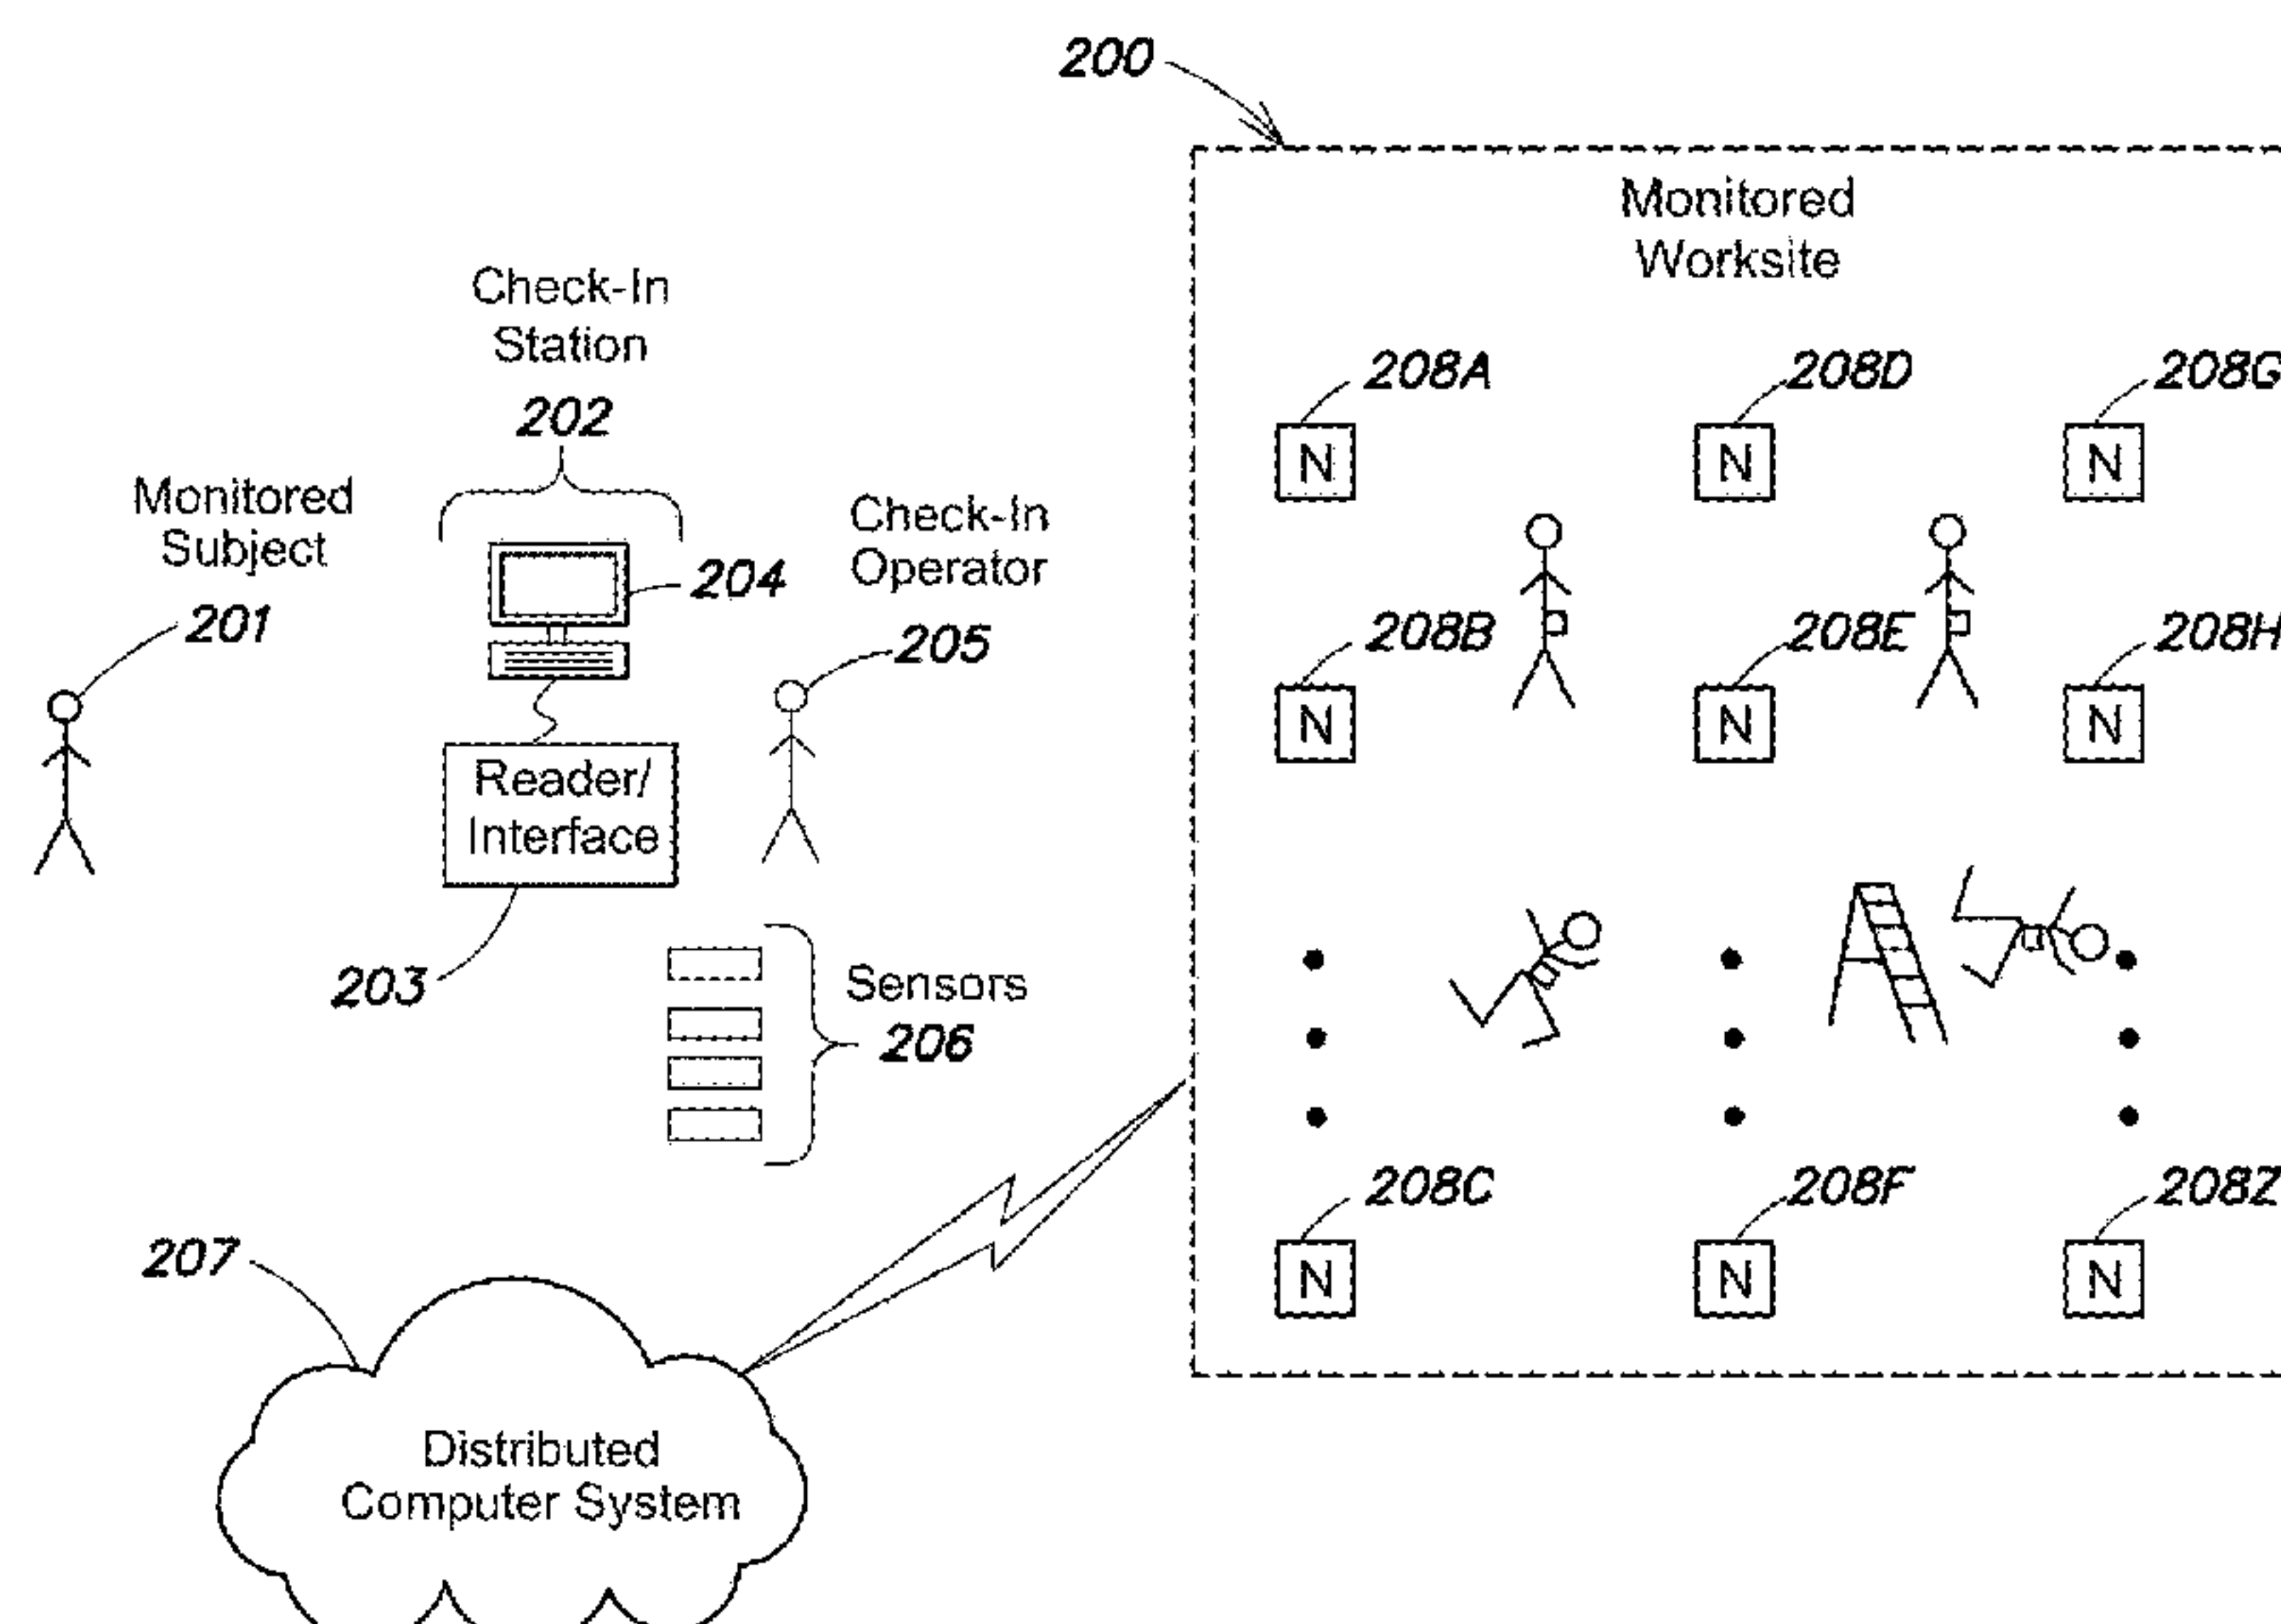 200
Monitored
Worksite
Check-In
Station
202
Monitored
Subject
201
204
Check-In
Operator
205
Reader/
Interface
203
Sensors
206
207
Distributed
Computer System
208A
208D
208G
N
N
N
208B
208E
208H
N
N
N
208C
208F
208Z
N
N
N